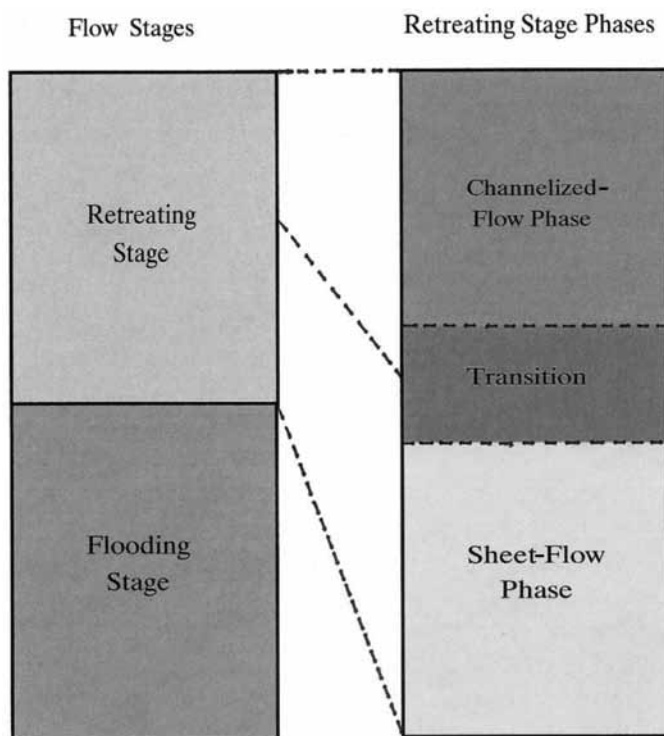 Flow Stages
Retreating Stage Phases
Retreating
Stage
Flooding
Stage
Channelized-
Flow Phase
Transition
Sheet-Flow
Phase